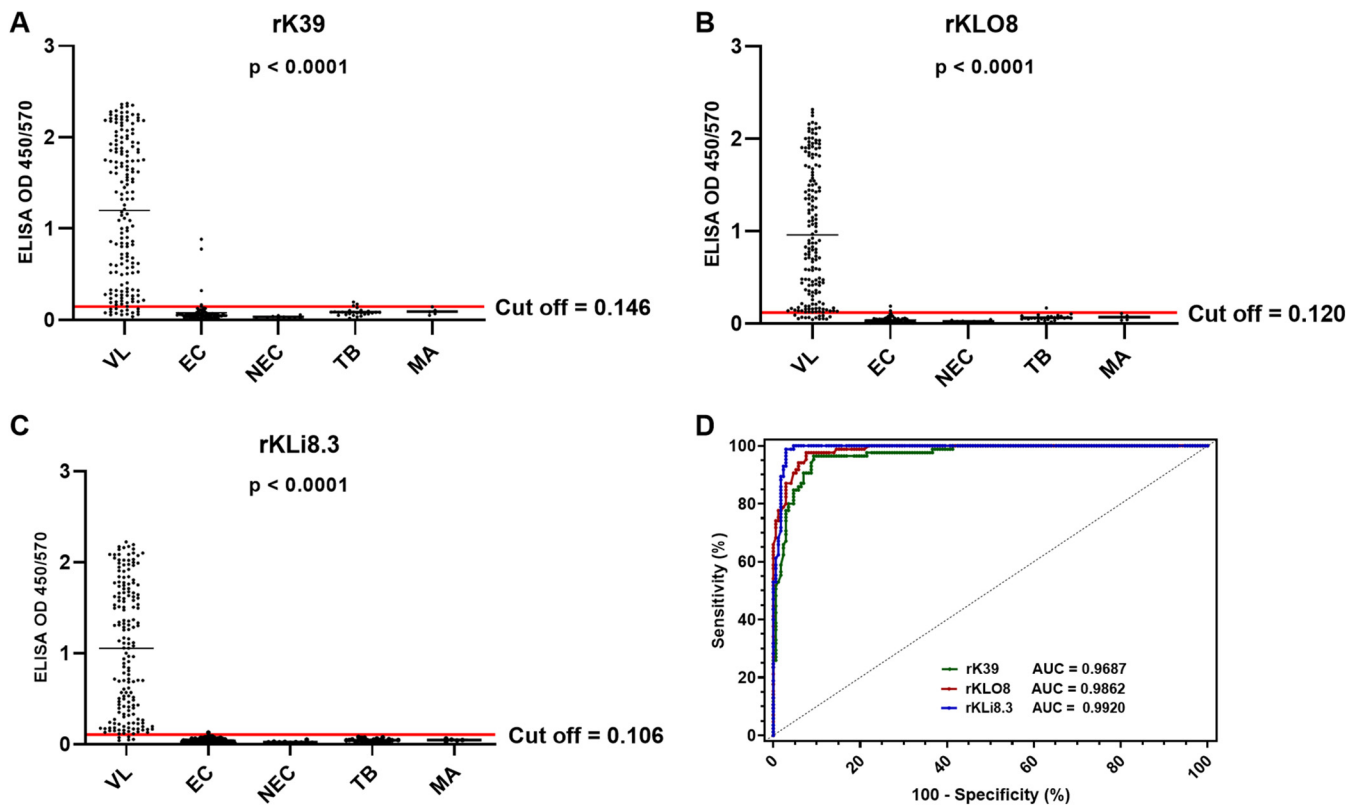 A
rK39
p < 0.0001
ELISA OD 450/570
3
2
1
0
Cut off = 0.146
VL
EC
NEC
TB
MA
B
rKLO8
p < 0.0001
ELISA OD 450/570
3
2
1
0
Cut off = 0.120
VL
EC
NEC
TB
MA
C
rKLi8.3
p < 0.0001
ELISA OD 450/570
3
2
1
0
Cut off = 0.106
VL
EC
NEC
TB
MA
D
Sensitivity (%)
100
80
60
40
20
0
rK39 AUC = 0.9687
rKLO8 AUC = 0.9862
rKLi8.3 AUC = 0.9920
0
20
40
60
80
100
100 - Specificity (%)